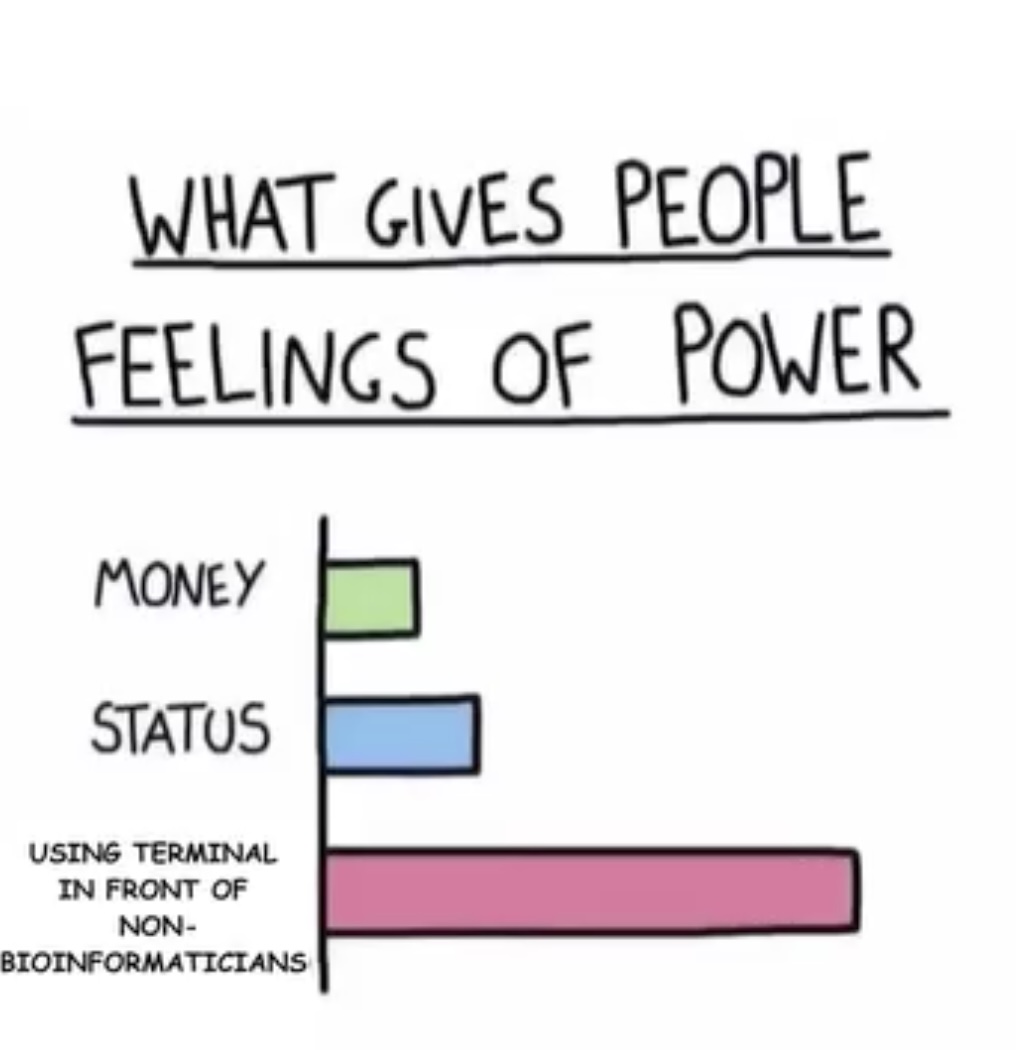 WHAT GIVES PEOPLE
FEELINGS OF POWER
MONEY
STATUS
USING TERMINAL
IN FRONT OF
NON-
BIOINFORMATICIANS